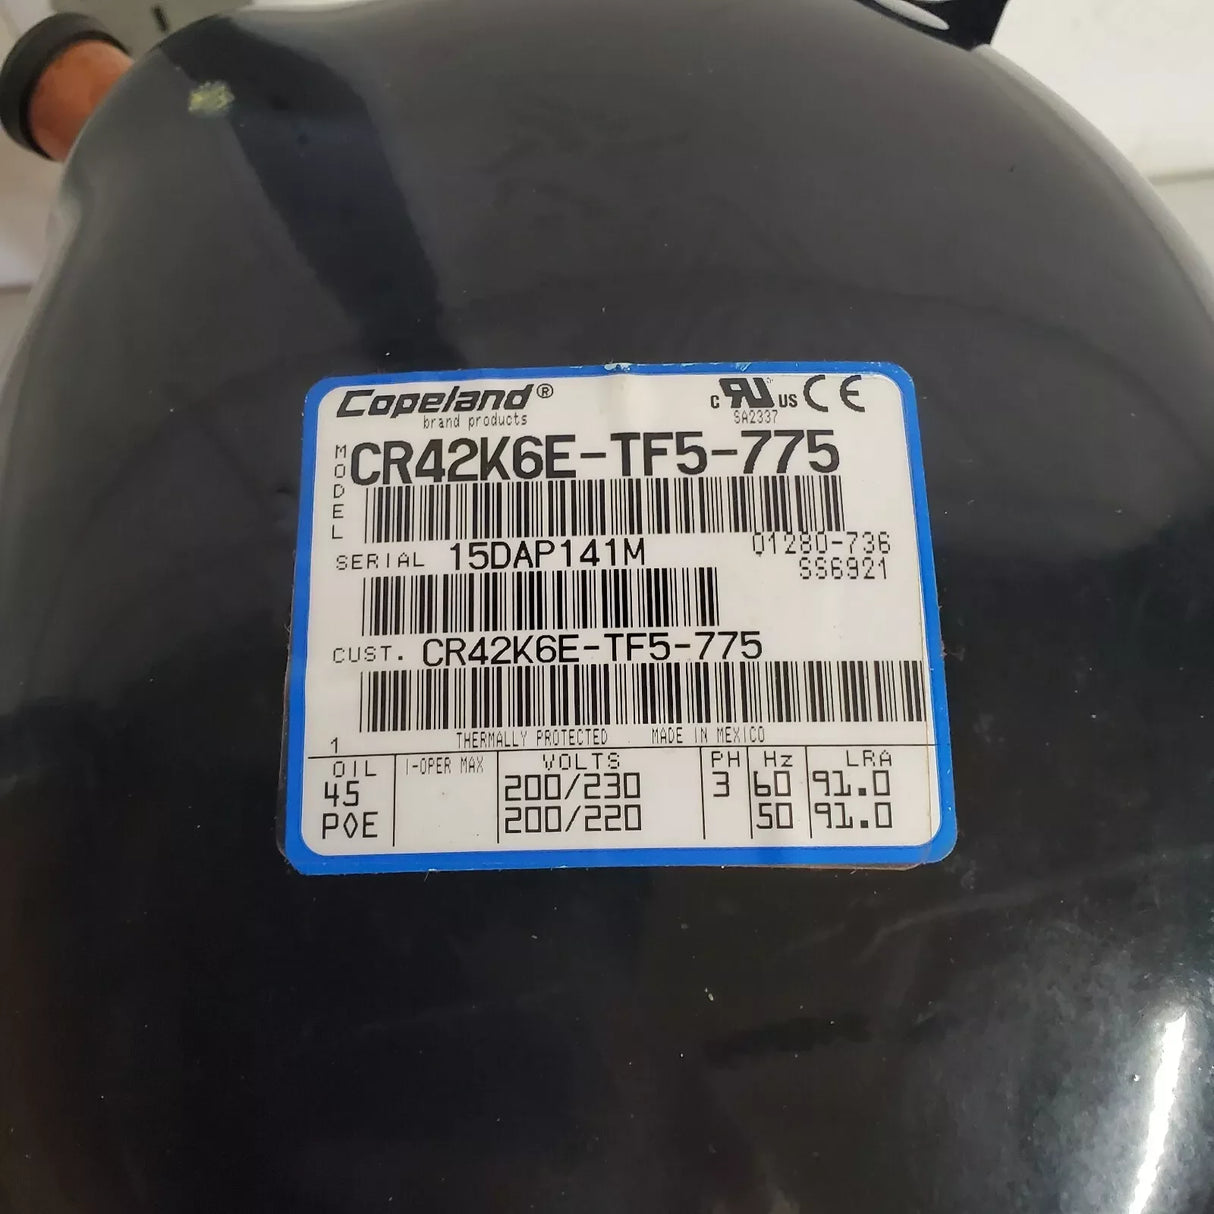 Copeland®
brand products
c RU US CE
SA2337
MODEL CR42K6E-TF5-775
SERIAL 15DAP141M
01280-736
SS6921
CUST. CR42K6E-TF5-775
1 THERMALLY PROTECTED MADE IN MEXICO
OIL I-OPER MAX VOLTS PH Hz LRA
45 200/230 3 60 91.0
POE 200/220 50 91.0